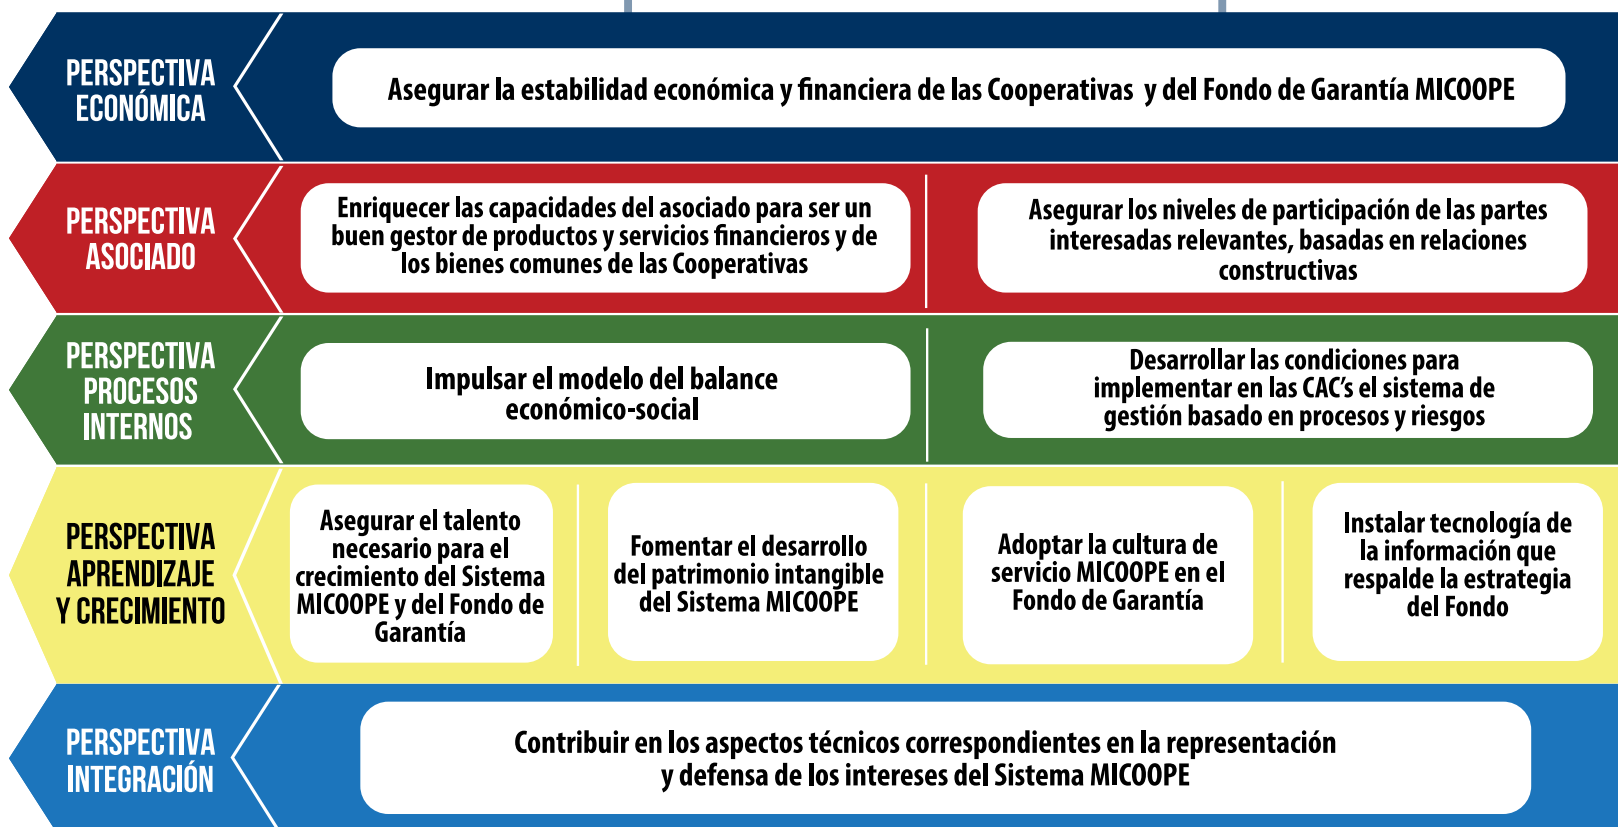 PERSPECTIVA
ECONÓMICA
Asegurar la estabilidad económica y financiera de las Cooperativas y del Fondo de Garantía MICOOPE
PERSPECTIVA
ASOCIADO
Enriquecer las capacidades del asociado para ser un
buen gestor de productos y servicios financieros y de
los bienes comunes de las Cooperativas
Asegurar los niveles de participación de las partes
interesadas relevantes, basadas en relaciones
constructivas
PERSPECTIVA
PROCESOS
INTERNOS
Impulsar el modelo del balance
económico-social
Desarrollar las condiciones para
implementar en las CAC's el sistema de
gestión basado en procesos y riesgos
PERSPECTIVA
APRENDIZAJE
Y CRECIMIENTO
Asegurar el talento
necesario para el
crecimiento del Sistema
MICOOPE y del Fondo de
Garantía
Fomentar el desarrollo
del patrimonio intangible
del Sistema MICOOPE
Adoptar la cultura de
servicio MICOOPE en el
Fondo de Garantía
Instalar tecnología de
la información que
respalde la estrategia
del Fondo
PERSPECTIVA
INTEGRACIÓN
Contribuir en los aspectos técnicos correspondientes en la representación
y defensa de los intereses del Sistema MICOOPE